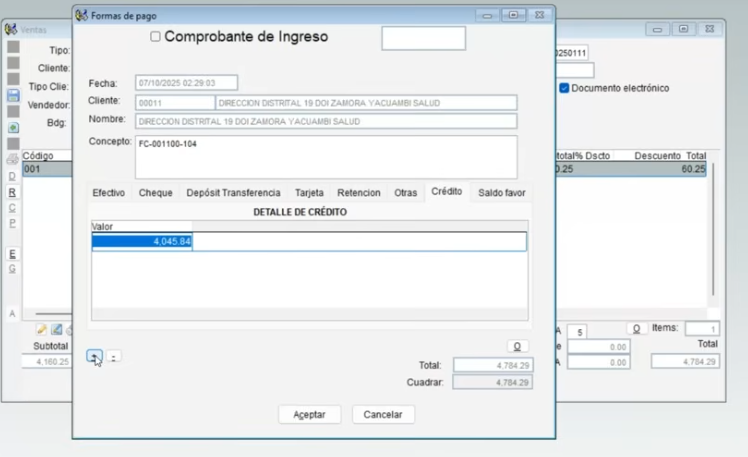 Formas de pago
Ventas
Comprobante de Ingreso
Tipo:
0250111
Cliente:
Fecha: 07/10/2025 02:29:03
Tipo Clie:
Documento electrónico
Cliente: 00011 DIRECCION DISTRITAL 19 DOI ZAMORA YACUAMBI SALUD
Vendedor:
Nombre: DIRECCION DISTRITAL 19 DOI ZAMORA YACUAMBI SALUD
Bdg:
Concepto: FC-001100-104
Código
total% Dscto Descuento Total
001
0.25 60.25
Efectivo Cheque Depósit Transferencia Tarjeta Retencion Otras Crédito Saldo favor
D
R
C
P
E
G
A
DETALLE DE CRÉDITO
Valor
4,045.84
A 5 O Items: 1
Subtotal
e 0.00 Total
4,160.25
A 0.00 4,784.29
+ -
O
Total: 4,784.29
Cuadrar: 4,784.29
Aceptar Cancelar